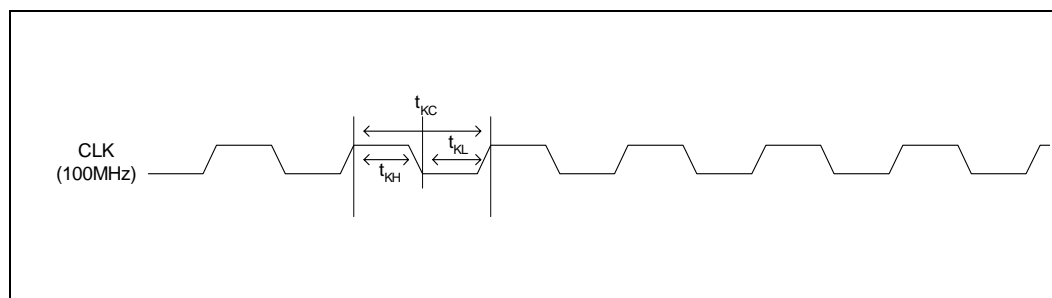 t_KC
CLK
(100MHz)
t_KL
t_KH